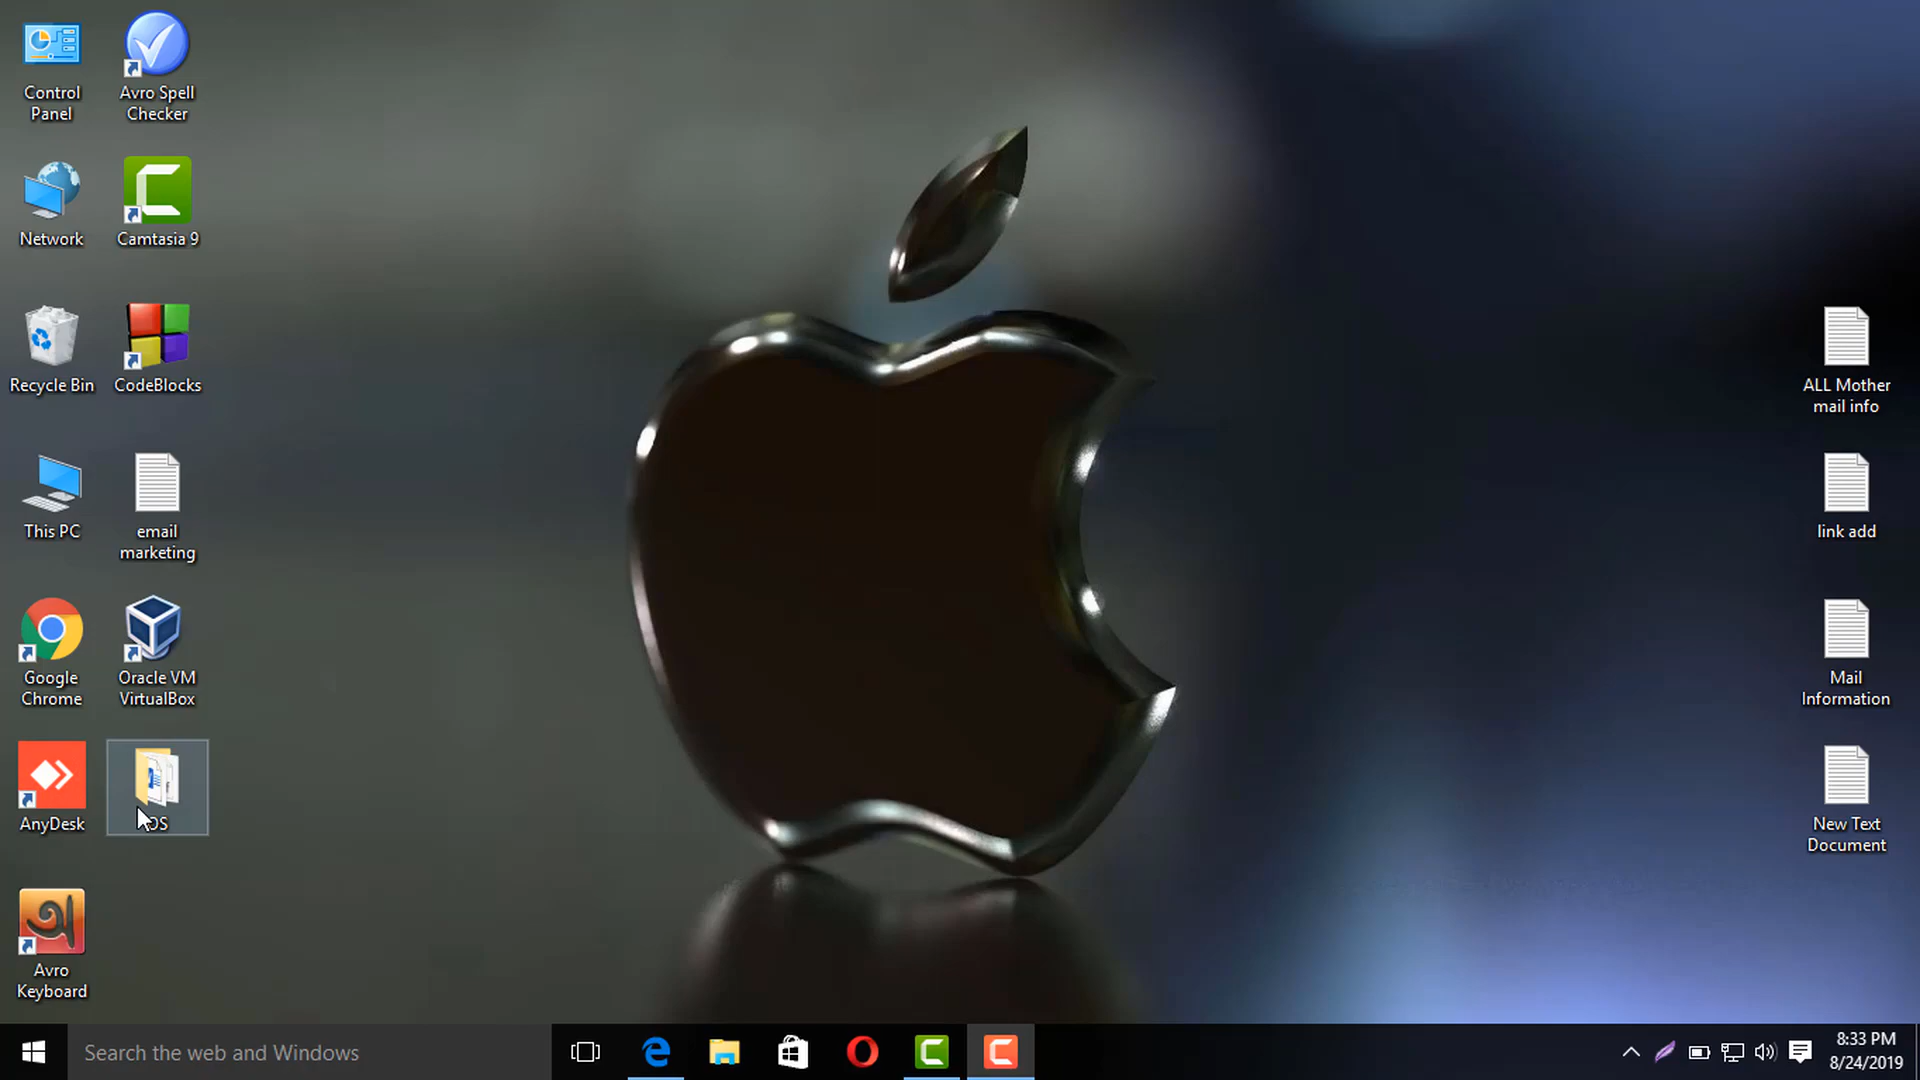 Control
Panel
Avro Spell
Checker
Network
Camtasia 9
Recycle Bin
CodeBlocks
This PC
email
marketing
Google
Chrome
Oracle VM
VirtualBox
AnyDesk
Avro
Keyboard
ALL Mother
mail info
link add
Mail
Information
New Text
Document
Search the web and Windows
8:33 PM
8/24/2019